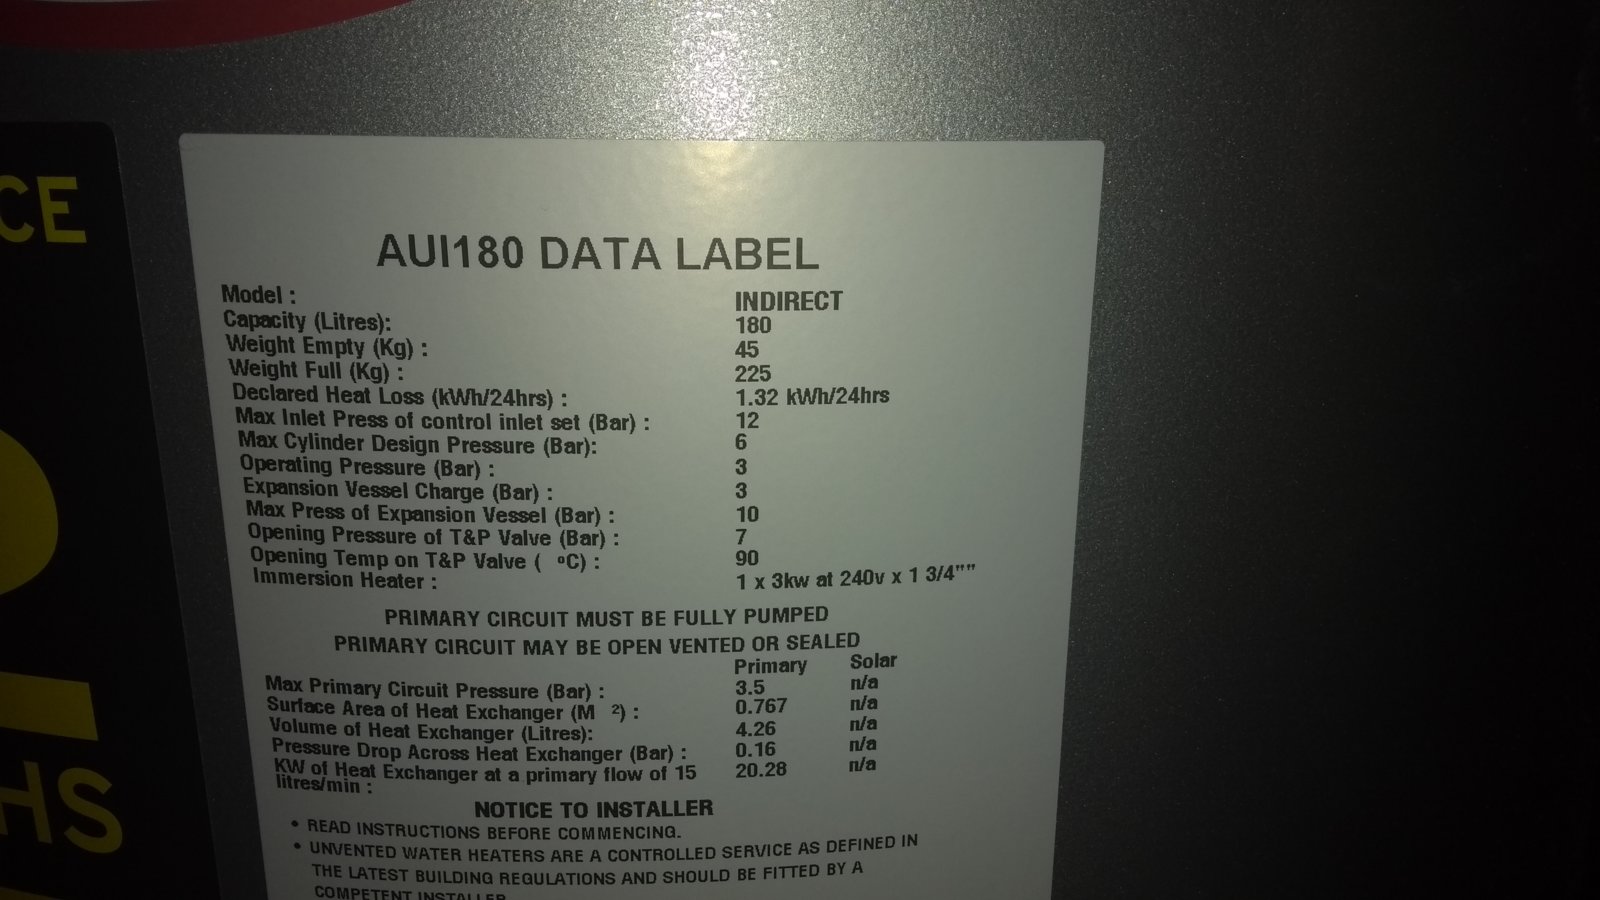 CE
HS
AUI180 DATA LABEL
Model : INDIRECT
Capacity (Litres): 180
Weight Empty (Kg) : 45
Weight Full (Kg) : 225
Declared Heat Loss (kWh/24hrs) : 1.32 kWh/24hrs
Max Inlet Press of control inlet set (Bar) : 12
Max Cylinder Design Pressure (Bar): 6
Operating Pressure (Bar) : 3
Expansion Vessel Charge (Bar) : 3
Max Press of Expansion Vessel (Bar) : 10
Opening Pressure of T&P Valve (Bar) : 7
Opening Temp on T&P Valve ( ºC) : 90
Immersion Heater : 1 x 3kw at 240v x 1 3/4""
PRIMARY CIRCUIT MUST BE FULLY PUMPED
PRIMARY CIRCUIT MAY BE OPEN VENTED OR SEALED
Primary Solar
Max Primary Circuit Pressure (Bar) : 3.5 n/a
Surface Area of Heat Exchanger (M ²) : 0.767 n/a
Volume of Heat Exchanger (Litres): 4.26 n/a
Pressure Drop Across Heat Exchanger (Bar) : 0.16 n/a
KW of Heat Exchanger at a primary flow of 15 20.28 n/a
litres/min :
NOTICE TO INSTALLER
• READ INSTRUCTIONS BEFORE COMMENCING.
• UNVENTED WATER HEATERS ARE A CONTROLLED SERVICE AS DEFINED IN
THE LATEST BUILDING REGULATIONS AND SHOULD BE FITTED BY A
COMPETENT INSTALLER